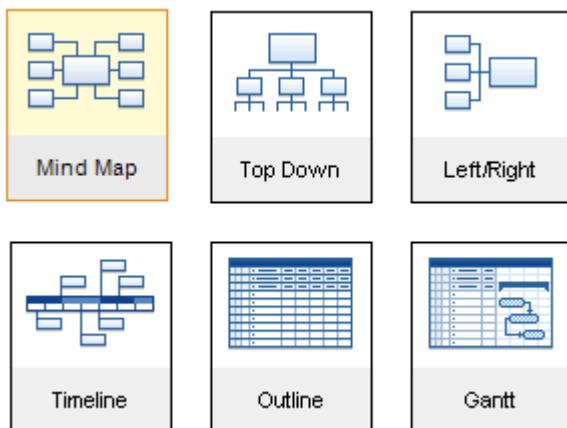 Mind Map
Top Down
Left/Right
Timeline
Outline
Gantt